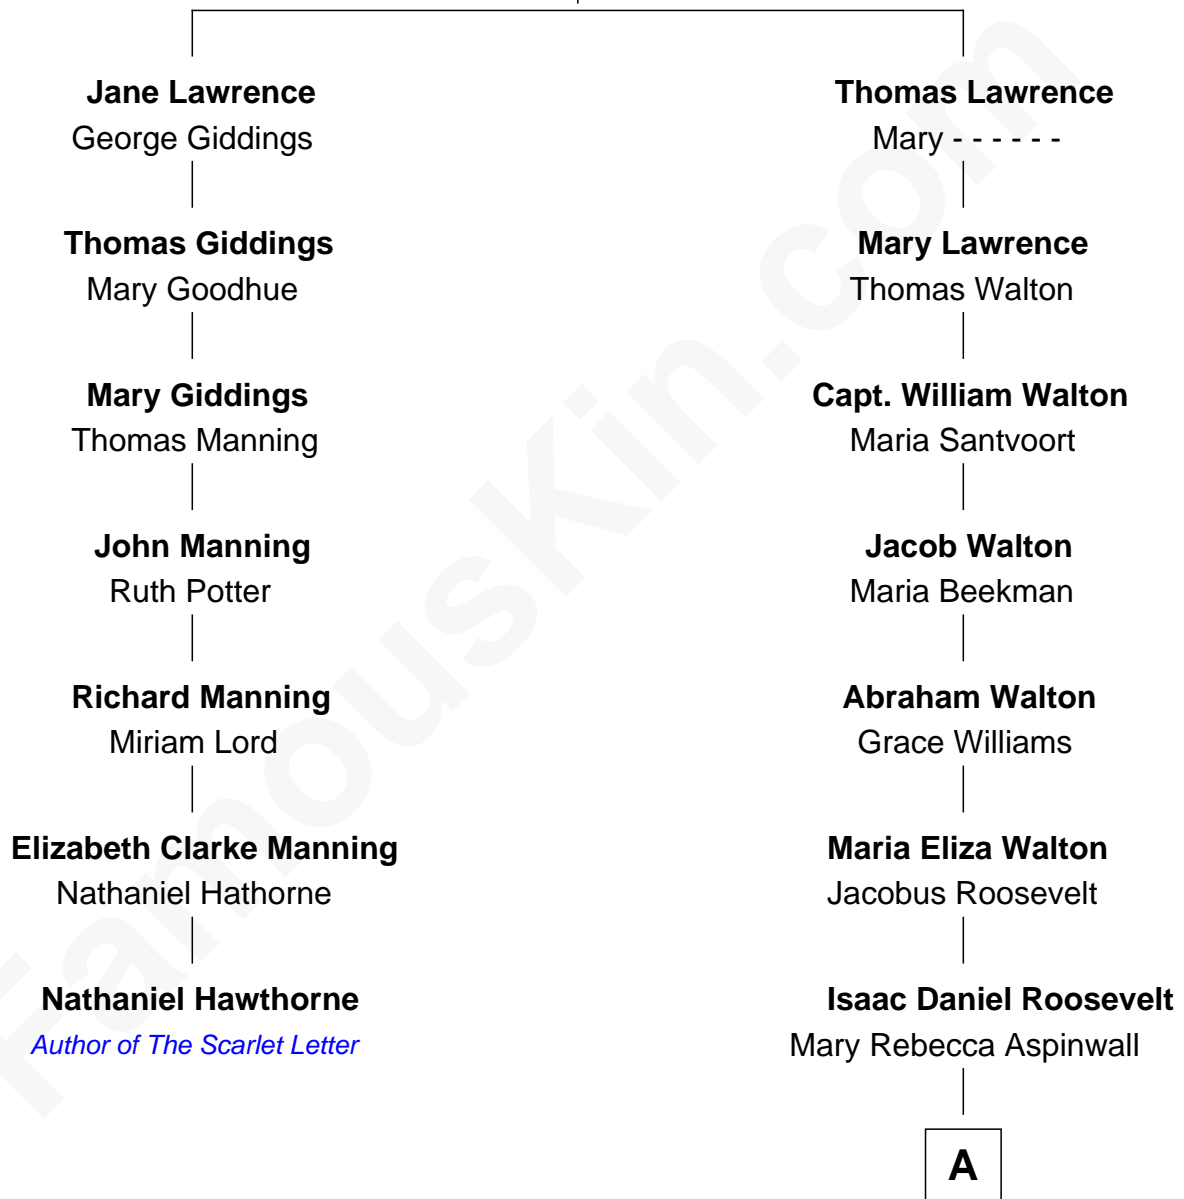 Jane Lawrence
George Giddings
Thomas Giddings
Mary Goodhue
Mary Giddings
Thomas Manning
John Manning
Ruth Potter
Richard Manning
Miriam Lord
Elizabeth Clarke Manning
Nathaniel Hathorne
Nathaniel Hawthorne
Author of The Scarlet Letter
Thomas Lawrence
Mary - - - - - -
Mary Lawrence
Thomas Walton
Capt. William Walton
Maria Santvoort
Jacob Walton
Maria Beekman
Abraham Walton
Grace Williams
Maria Eliza Walton
Jacobus Roosevelt
Isaac Daniel Roosevelt
Mary Rebecca Aspinwall
A
FamousKin.com